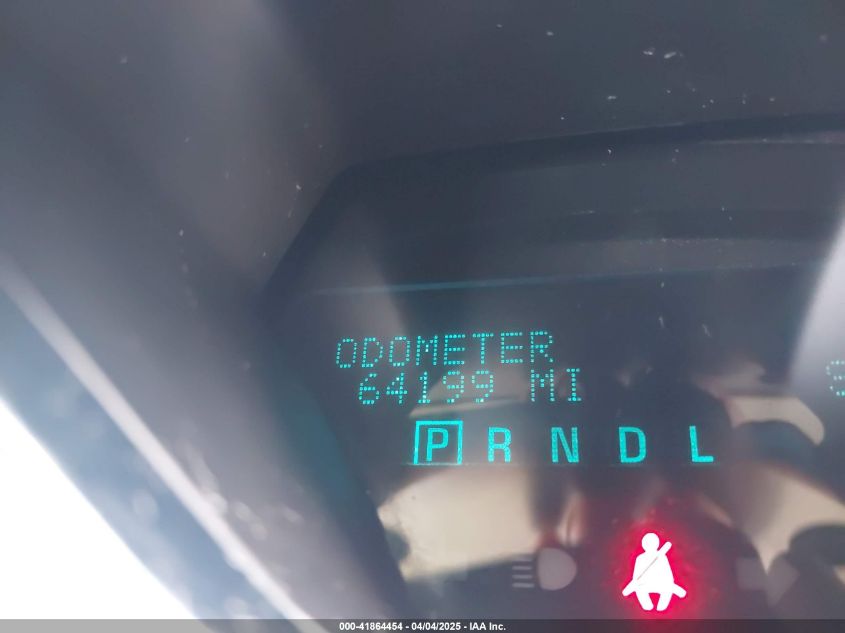 ODOMETER
64199 MI
P R N D L
000-41864454 - 04/04/2025 - IAA Inc.